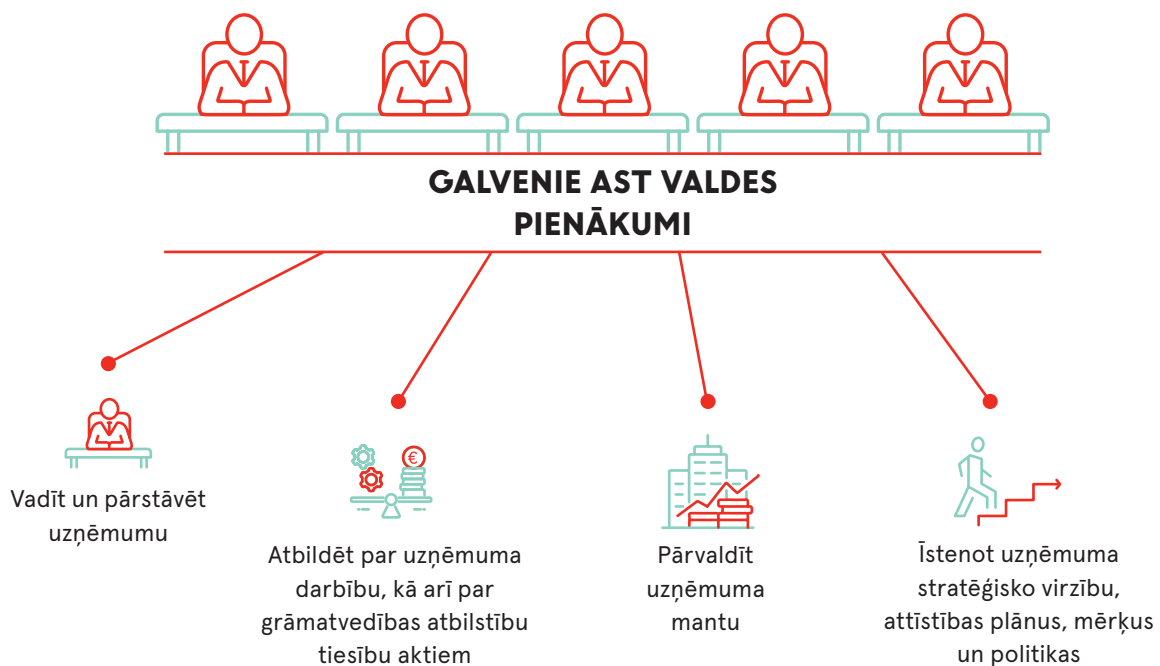 GALVENIE AST VALDES
PIENĀKUMI
Vadīt un pārstāvēt
uzņēmumu
€
Atbildēt par uzņēmuma
darbību, kā arī par
grāmatvedības atbilstību
tiesību aktiem
Pārvaldīt
uzņēmuma
mantu
Īstenot uzņēmuma
stratēģisko virzību,
attīstības plānus, mērķus
un politikas